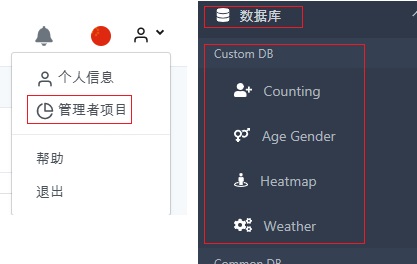 个人信息
管理者项目
帮助
退出
数据库
Custom DB
Counting
Age Gender
Heatmap
Weather
Common DB